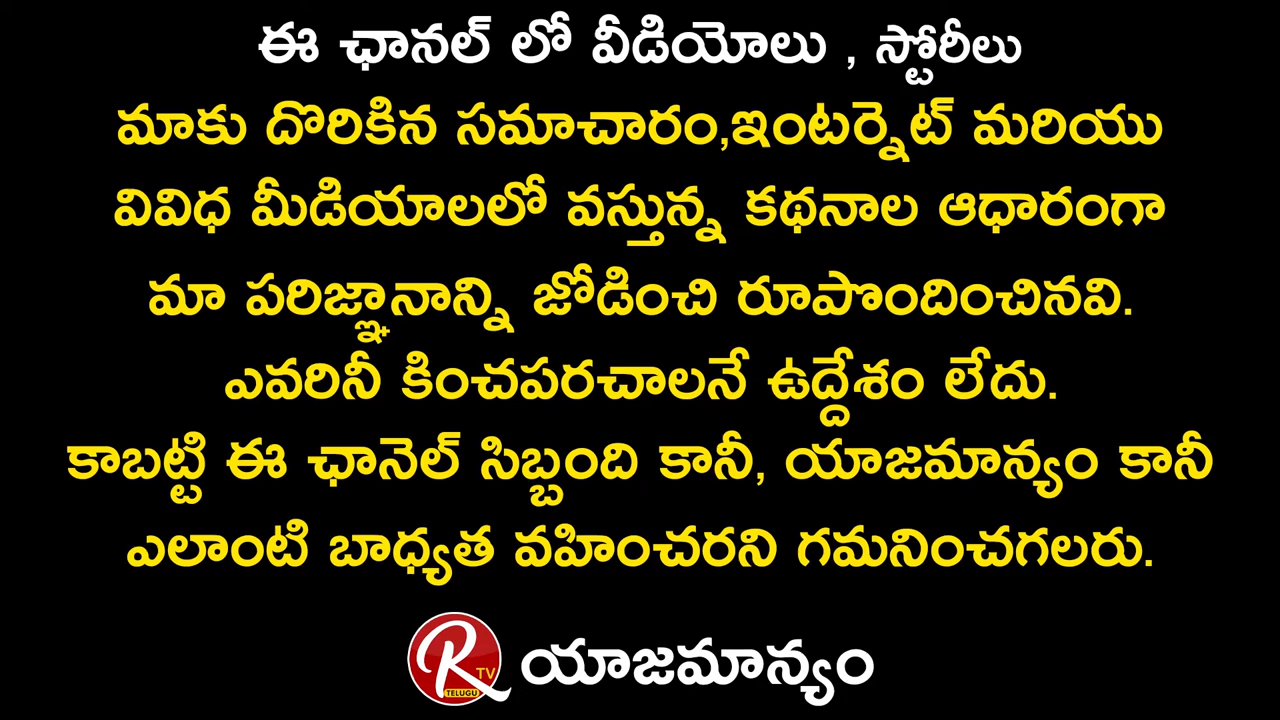 ఈ ఛానల్ లో వీడియోలు , స్టోరీలు
మాకు దొరికిన సమాచారం,ఇంటర్నెట్ మరియు
వివిధ మీడియాలలో వస్తున్న కథనాల ఆధారంగా
మా పరిజ్ఞానాన్ని జోడించి రూపొందించినవి.
ఎవరినీ కించపరచాలనే ఉద్దేశం లేదు.
కాబట్టి ఈ ఛానెల్ సిబ్బంది కానీ, యాజమాన్యం కానీ
ఎలాంటి బాధ్యత వహించరని గమనించగలరు.
R TV TELUGU యాజమాన్యం